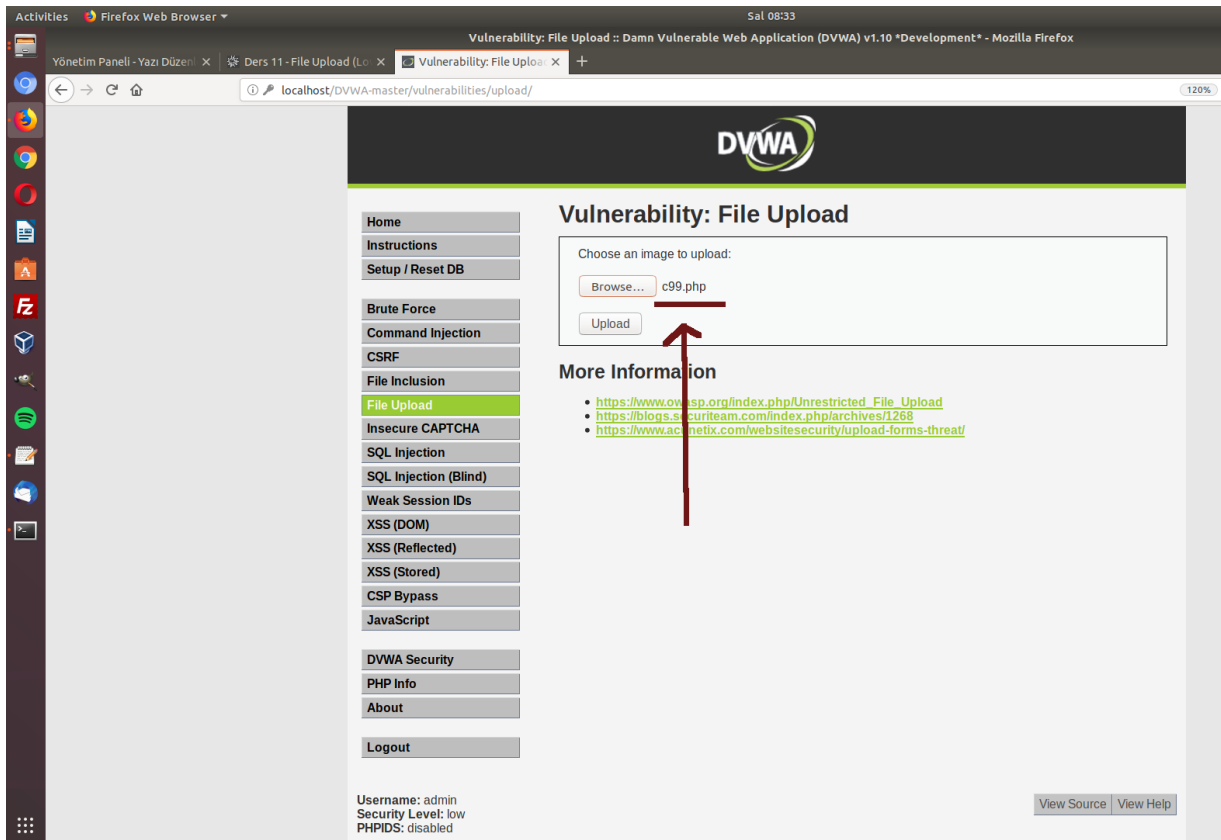 Activities Firefox Web Browser Sal 08:33
Vulnerability: File Upload :: Damn Vulnerable Web Application (DVWA) v1.10 *Development* - Mozilla Firefox
Yönetim Paneli - Yazı Düzenl Ders 11 - File Upload (Lo Vulnerability: File Uploa
localhost/DVWA-master/vulnerabilities/upload/ 120%
DVWA
Home
Instructions
Setup / Reset DB
Brute Force
Command Injection
CSRF
File Inclusion
File Upload
Insecure CAPTCHA
SQL Injection
SQL Injection (Blind)
Weak Session IDs
XSS (DOM)
XSS (Reflected)
XSS (Stored)
CSP Bypass
JavaScript
DVWA Security
PHP Info
About
Logout
Vulnerability: File Upload
Choose an image to upload:
Browse... c99.php
Upload
More Information
https://www.owasp.org/index.php/Unrestricted_File_Upload
https://blogs.securiteam.com/index.php/archives/1268
https://www.acunetix.com/websitesecurity/upload-forms-threat/
Username: admin
Security Level: low
PHPIDS: disabled
View Source View Help